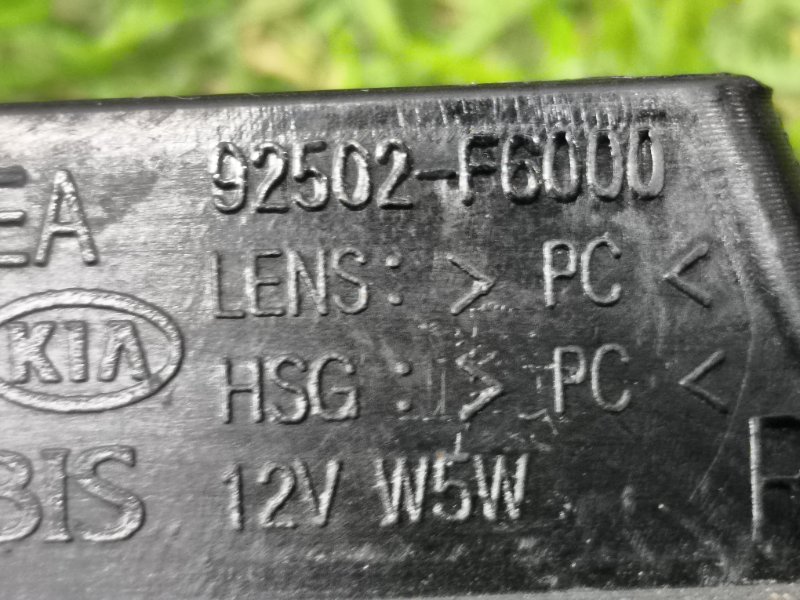 92502-F6000
EA
LENS: > PC <
KIA
HSG : > PC <
BIS
12V W5W
R